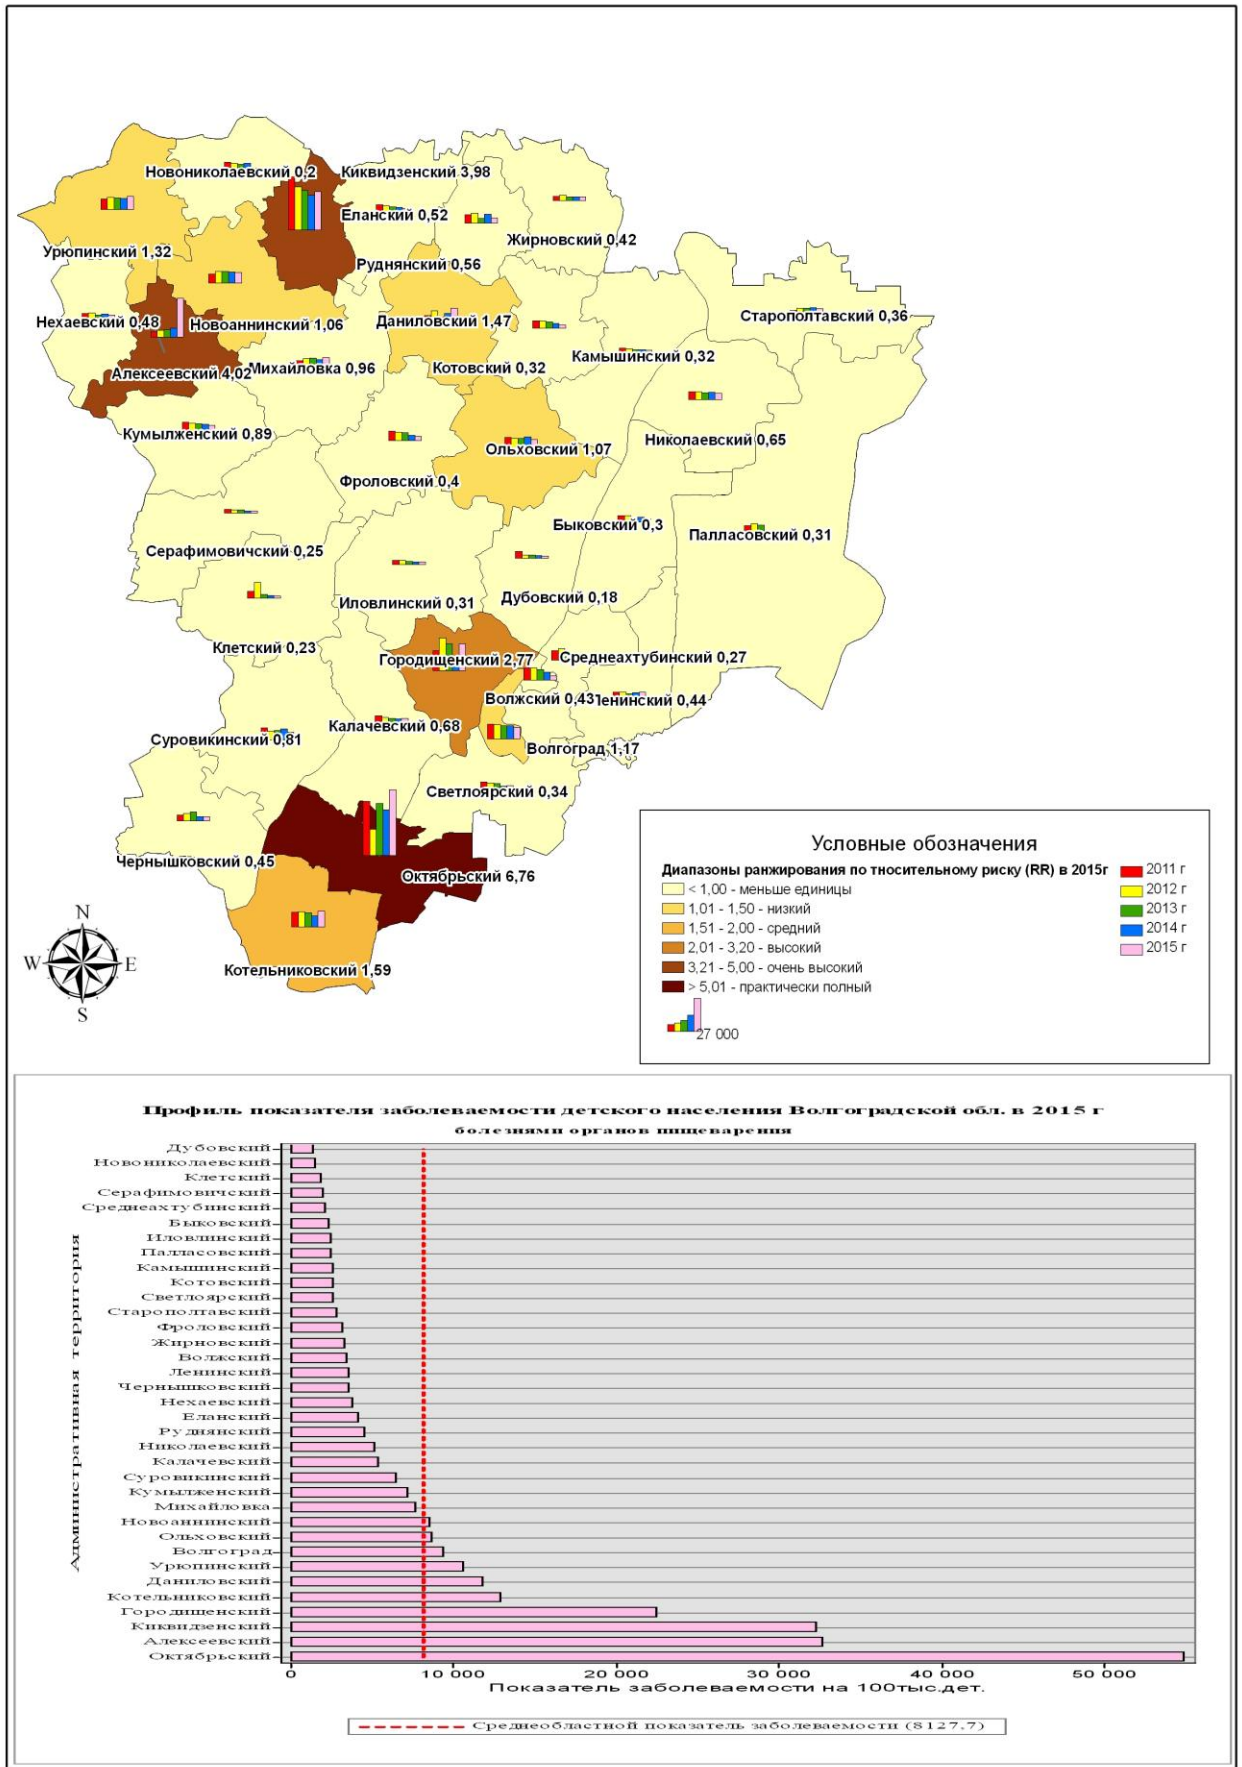 Новониколаевский 0,2
Киквидзенский 3,98
Еланский 0,52
Жирновский 0,42
Урюпинский 1,32
Руднянский 0,56
Нехаевский 0,48
Новоаннинский 1,06
Даниловский 1,47
Старополтавский 0,36
Алексеевский 4,02
Михайловка 0,96
Котовский 0,32
Камышинский 0,32
Кумылженский 0,89
Ольховский 1,07
Николаевский 0,65
Фроловский 0,4
Серафимовичский 0,25
Быковский 0,3
Палласовский 0,31
Иловлинский 0,31
Дубовский 0,18
Клетский 0,23
Городищенский 2,77
Среднеахтубинский 0,27
Волжский 0,43
Ленинский 0,44
Суровикинский 0,81
Калачевский 0,68
Волгоград 1,17
Светлоярский 0,34
Чернышковский 0,45
Октябрьский 6,76
Котельниковский 1,59
N
W E
S
Условные обозначения
Диапазоны ранжирования по тносительному риску (RR) в 2015г
< 1,00 - меньше единицы
1,01 - 1,50 - низкий
1,51 - 2,00 - средний
2,01 - 3,20 - высокий
3,21 - 5,00 - очень высокий
> 5,01 - практически полный
27 000
2011 г
2012 г
2013 г
2014 г
2015 г
Профиль показателя заболеваемости детского населения Волгоградской обл. в 2015 г
болезнями органов пищеварения
Административная территория
Дубовский
Новониколаевский
Клетский
Серафимовичский
Среднеахтубинский
Быковский
Иловлинский
Палласовский
Камышинский
Котовский
Светлоярский
Старополтавский
Фроловский
Жирновский
Волжский
Ленинский
Чернышковский
Нехаевский
Еланский
Руднянский
Николаевский
Калачевский
Суровикинский
Кумылженский
Михайловка
Новоаннинский
Ольховский
Волгоград
Урюпинский
Даниловский
Котельниковский
Городищенский
Киквидзенский
Алексеевский
Октябрьский
0 10 000 20 000 30 000 40 000 50 000
Показатель заболеваемости на 100тыс.дет.
Среднеобластной показатель заболеваемости (8127,7)